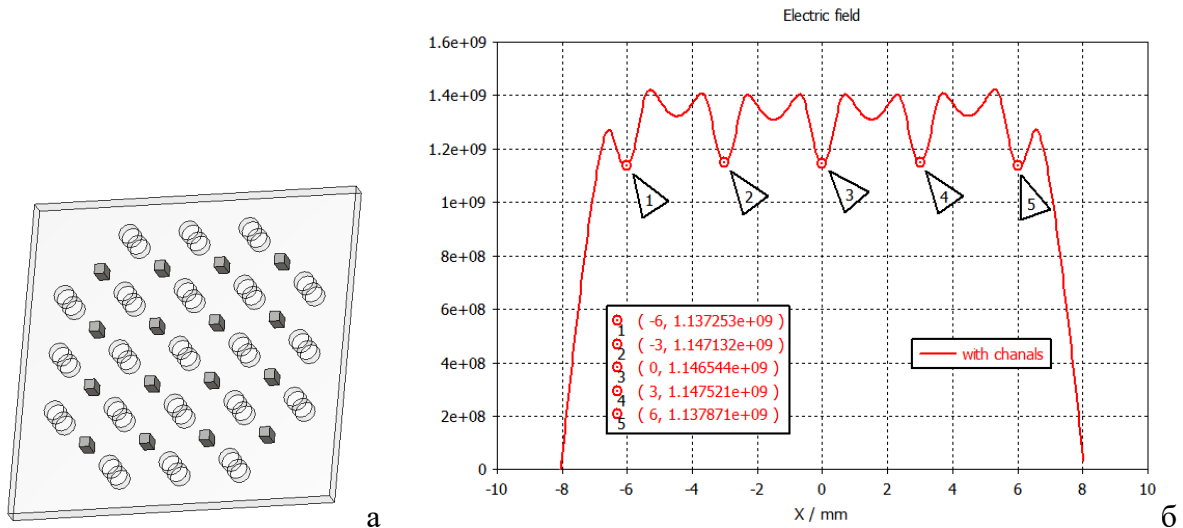 Electric field
1.6e+09
1.4e+09
1.2e+09
1e+09
8e+08
6e+08
4e+08
2e+08
0
1
2
3
4
5
1 ( -6, 1.137253e+09 )
2 ( -3, 1.147132e+09 )
3 ( 0, 1.146544e+09 )
4 ( 3, 1.147521e+09 )
5 ( 6, 1.137871e+09 )
with chanals
-10 -8 -6 -4 -2 0 2 4 6 8 10
X / mm
а
б